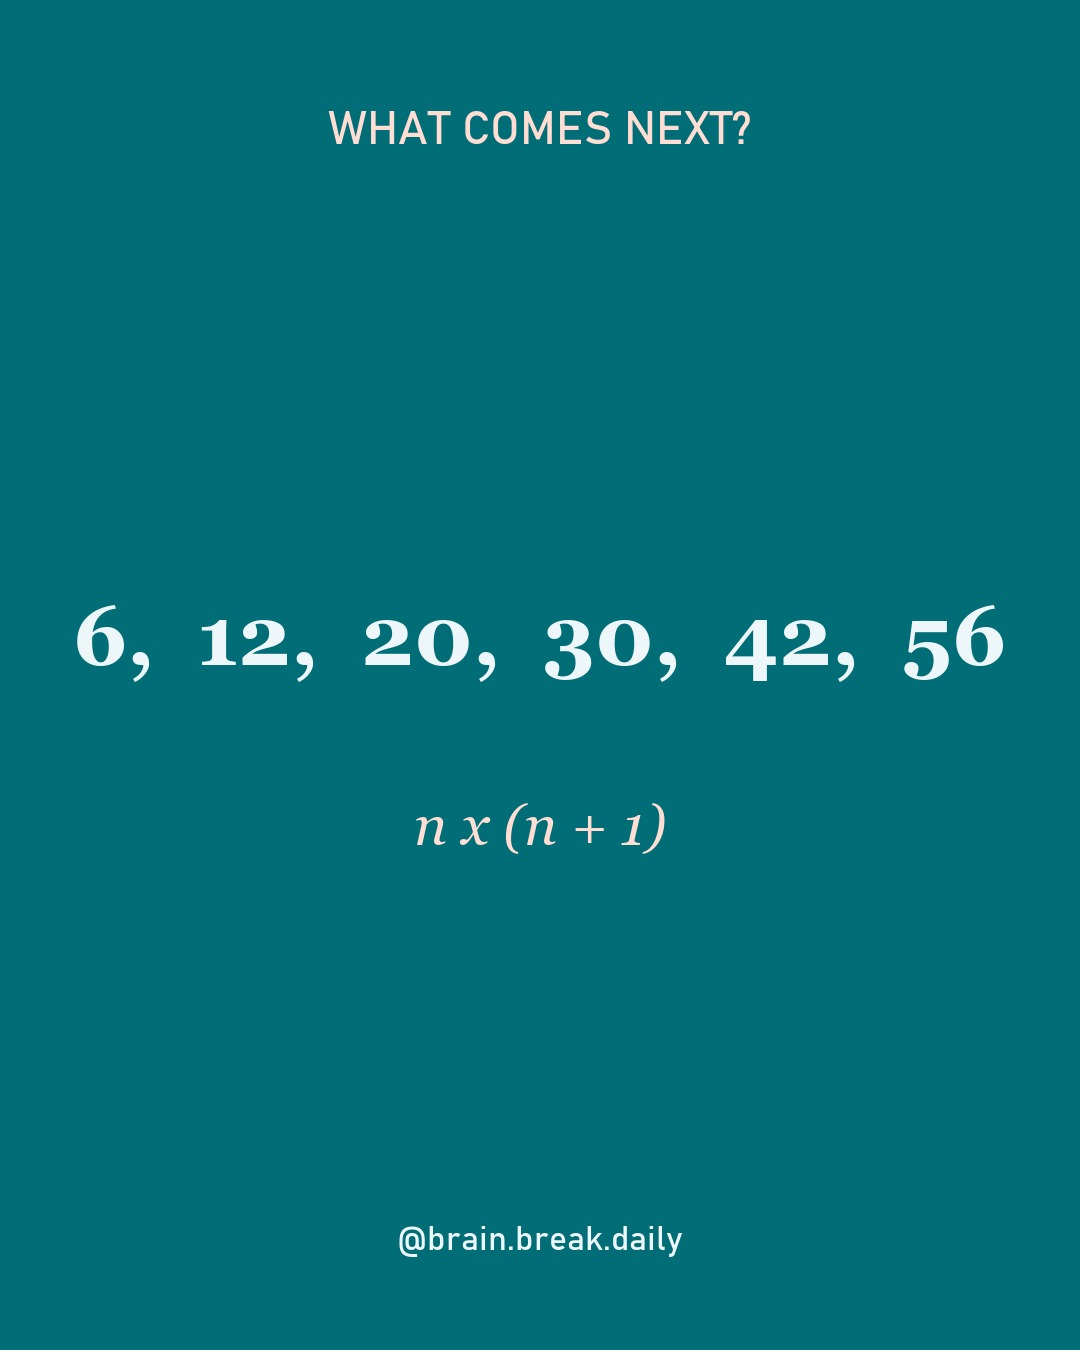 WHAT COMES NEXT?
6, 12, 20, 30, 42, 56
n x (n + 1)
@brain.break.daily